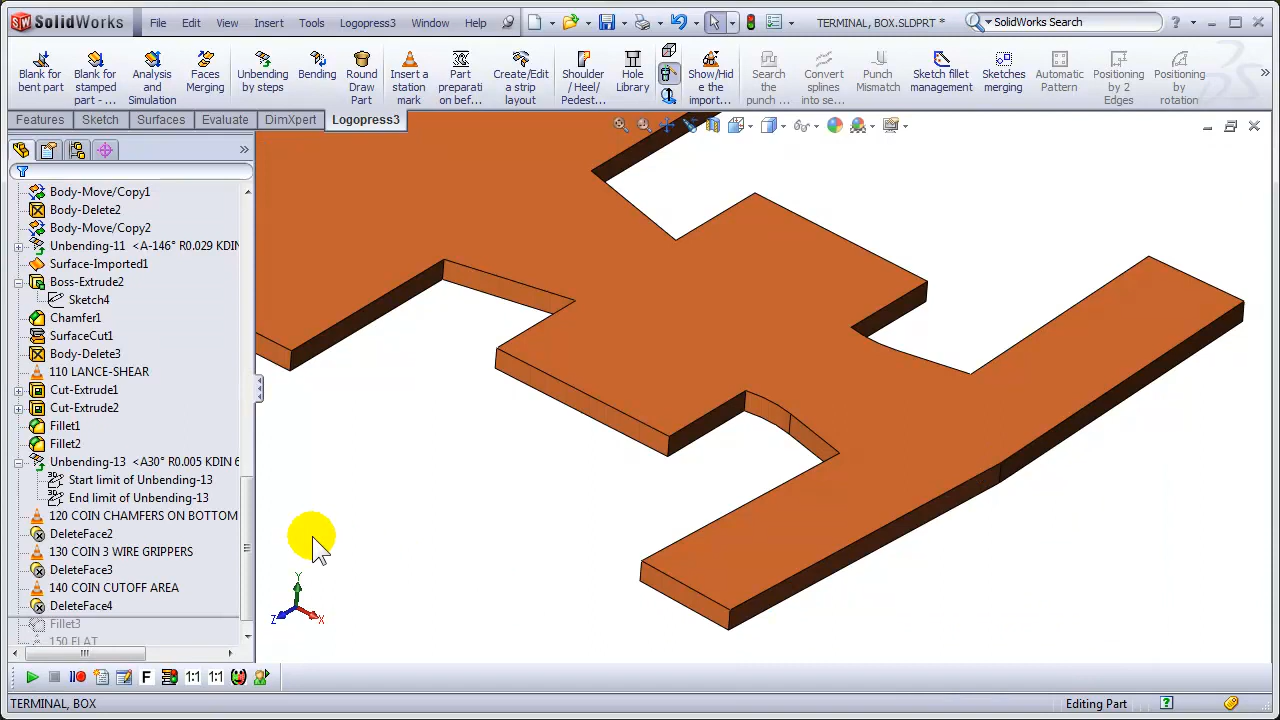 SolidWorks File Edit View Insert Tools Logopress3 Window Help TERMINAL, BOX.SLDPRT * SolidWorks Search
Blank for bent part
Blank for stamped part - ...
Analysis and Simulation
Faces Merging
Unbending by steps
Bending
Round Draw Part
Insert a station mark
Part preparati on bef...
Create/Edit a strip layout
Shoulder / Heel / Pedest...
Hole Library
Show/Hid e the import...
Search the punch ...
Convert splines into se...
Punch Mismatch
Sketch fillet management
Sketches merging
Automatic Pattern
Positioning by 2 Edges
Positioning by rotation
Features Sketch Surfaces Evaluate DimXpert Logopress3
Body-Move/Copy1
Body-Delete2
Body-Move/Copy2
Unbending-11 <A-146° R0.029 KDIN
Surface-Imported1
Boss-Extrude2
Sketch4
Chamfer1
SurfaceCut1
Body-Delete3
110 LANCE-SHEAR
Cut-Extrude1
Cut-Extrude2
Fillet1
Fillet2
Unbending-13 <A30° R0.005 KDIN 6
Start limit of Unbending-13
End limit of Unbending-13
120 COIN CHAMFERS ON BOTTOM
DeleteFace2
130 COIN 3 WIRE GRIPPERS
DeleteFace3
140 COIN CUTOFF AREA
DeleteFace4
Fillet3
150 FLAT
Y
Z X
F 1:1 1:1
TERMINAL, BOX Editing Part